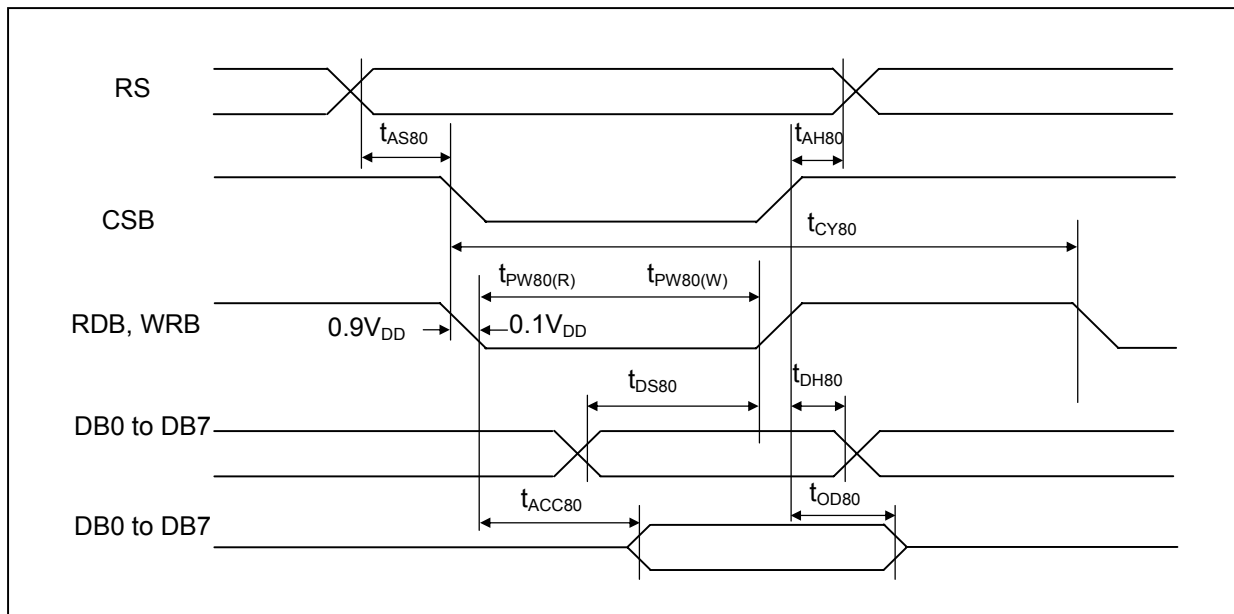 RS
tAS80
tAH80
CSB
tCY80
tPW80(R) tPW80(W)
RDB, WRB
0.9VDD 0.1VDD
tDS80
tDH80
DB0 to DB7
tACC80
tOD80
DB0 to DB7